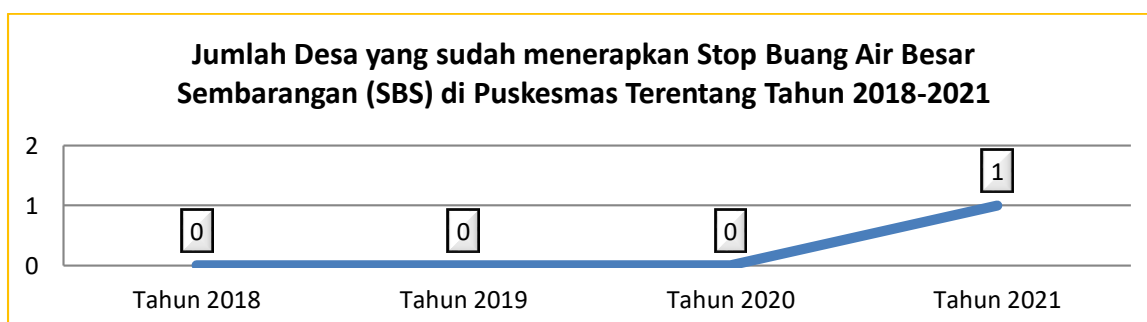 Jumlah Desa yang sudah menerapkan Stop Buang Air Besar
Sembarangan (SBS) di Puskesmas Terentang Tahun 2018-2021
2
1
0
0
0
0
1
Tahun 2018
Tahun 2019
Tahun 2020
Tahun 2021